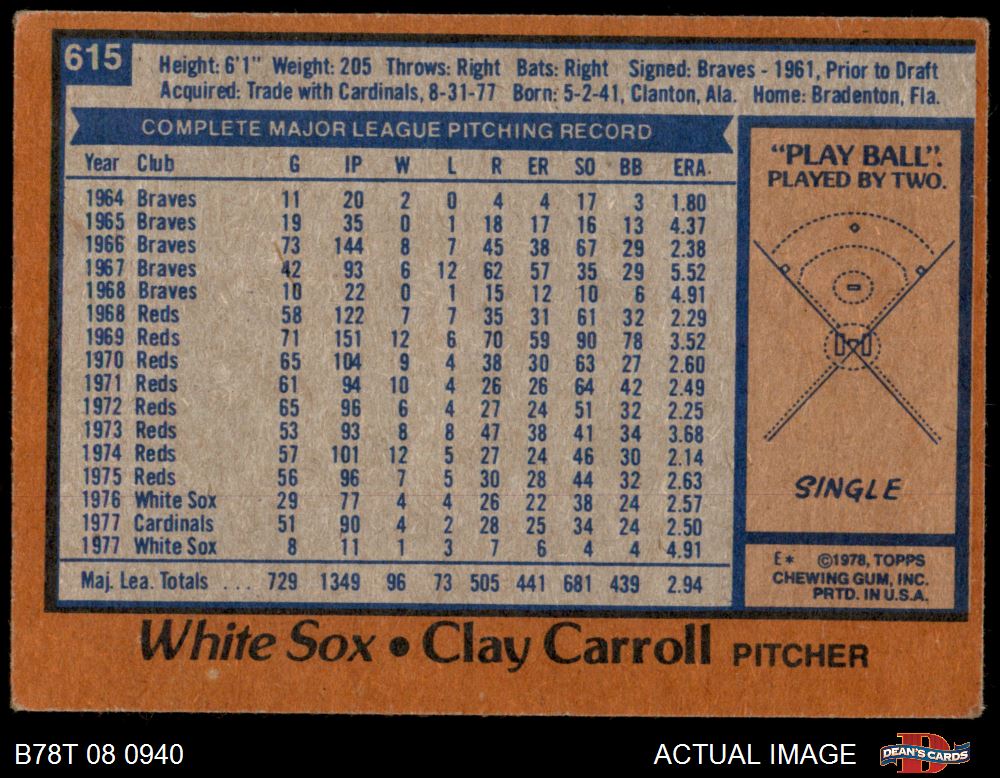 615
Height: 6'1" Weight: 205 Throws: Right Bats: Right Signed: Braves - 1961, Prior to Draft
Acquired: Trade with Cardinals, 8-31-77 Born: 5-2-41, Clanton, Ala. Home: Bradenton, Fla.
COMPLETE MAJOR LEAGUE PITCHING RECORD
Year Club G IP W L R ER SO BB ERA.
1964 Braves 11 20 2 0 4 4 17 3 1.80
1965 Braves 19 35 0 1 18 17 16 13 4.37
1966 Braves 73 144 8 7 45 38 67 29 2.38
1967 Braves 42 93 6 12 62 57 35 29 5.52
1968 Braves 10 22 0 1 15 12 10 6 4.91
1968 Reds 58 122 7 7 35 31 61 32 2.29
1969 Reds 71 151 12 6 70 59 90 78 3.52
1970 Reds 65 104 9 4 38 30 63 27 2.60
1971 Reds 61 94 10 4 26 26 64 42 2.49
1972 Reds 65 96 6 4 27 24 51 32 2.25
1973 Reds 53 93 8 8 47 38 41 34 3.68
1974 Reds 57 101 12 5 27 24 46 30 2.14
1975 Reds 56 96 7 5 30 28 44 32 2.63
1976 White Sox 29 77 4 4 26 22 38 24 2.57
1977 Cardinals 51 90 4 2 28 25 34 24 2.50
1977 White Sox 8 11 1 3 7 6 4 4 4.91
Maj. Lea. Totals .... 729 1349 96 73 505 441 681 439 2.94
"PLAY BALL".
PLAYED BY TWO.
SINGLE
E* ©1978, TOPPS
CHEWING GUM, INC.
PRTD. IN U.S.A.
White Sox • Clay Carroll PITCHER
B78T 08 0940
ACTUAL IMAGE
D
DEAN'S CARDS